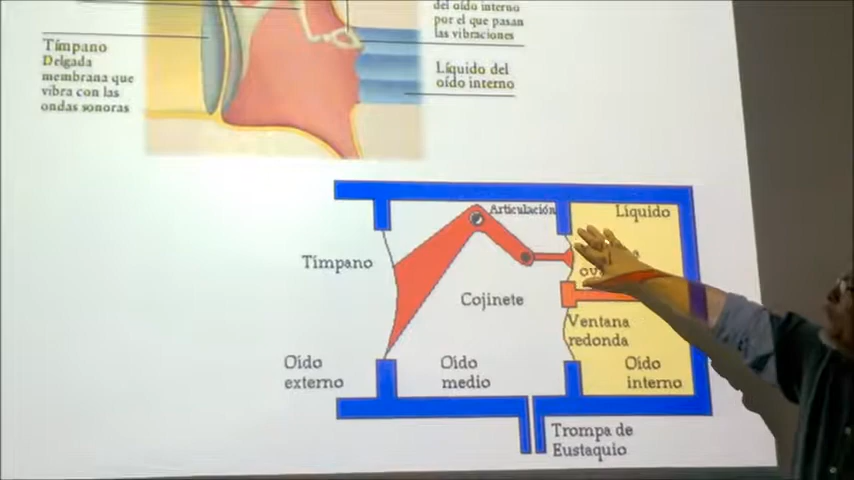 del oído interno
por el que pasan
las vibraciones
Tímpano
Delgada
membrana que
vibra con las
ondas sonoras
Líquido del
oído interno
Articulación
Líquido
Tímpano
Cojinete
Ventana
redonda
Oído
externo
Oído
medio
Oído
interno
Trompa de
Eustaquio